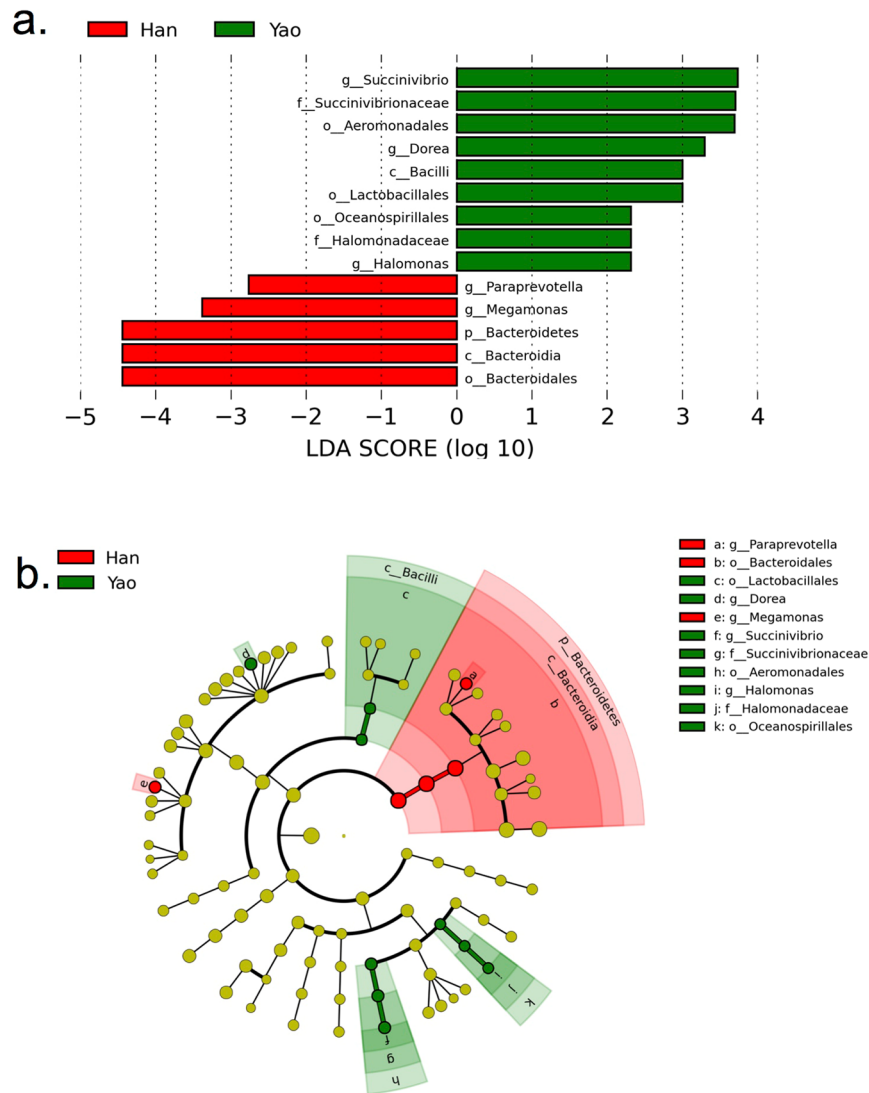 a.
Han Yao
g__Succinivibrio
f__Succinivibrionaceae
o__Aeromonadales
g__Dorea
c__Bacilli
o__Lactobacillales
o__Oceanospirillales
f__Halomonadaceae
g__Halomonas
g__Paraprevotella
g__Megamonas
p__Bacteroidetes
c__Bacteroidia
o__Bacteroidales
−5 −4 −3 −2 −1 0 1 2 3 4
LDA SCORE (log 10)
b.
Han
Yao
c__Bacilli
c
p__Bacteroidetes
c__Bacteroidia
b
a
d
e
f
g
h
i
j
k
a: g__Paraprevotella
b: o__Bacteroidales
c: o__Lactobacillales
d: g__Dorea
e: g__Megamonas
f: g__Succinivibrio
g: f__Succinivibrionaceae
h: o__Aeromonadales
i: g__Halomonas
j: f__Halomonadaceae
k: o__Oceanospirillales